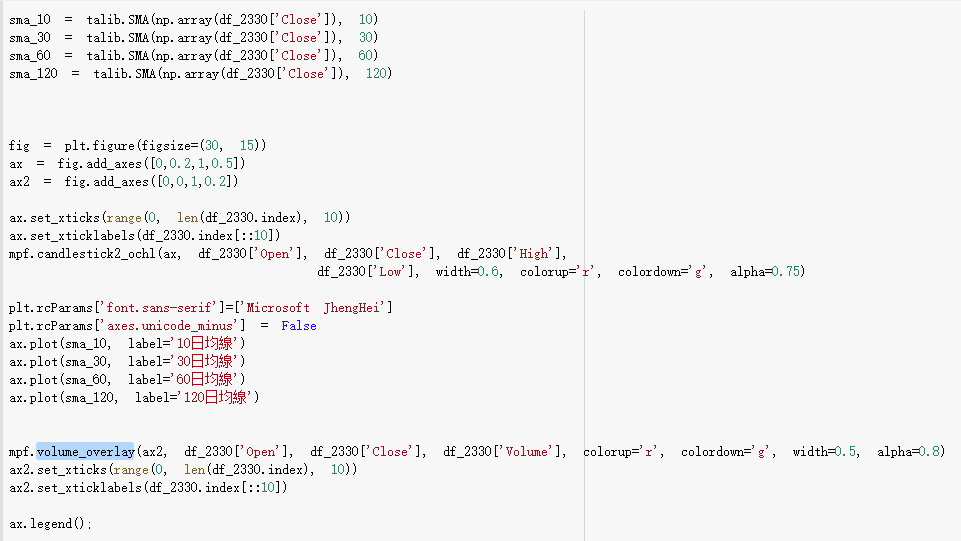 sma_10 = talib.SMA(np.array(df_2330['Close']), 10)
sma_30 = talib.SMA(np.array(df_2330['Close']), 30)
sma_60 = talib.SMA(np.array(df_2330['Close']), 60)
sma_120 = talib.SMA(np.array(df_2330['Close']), 120)
fig = plt.figure(figsize=(30, 15))
ax = fig.add_axes([0,0.2,1,0.5])
ax2 = fig.add_axes([0,0,1,0.2])
ax.set_xticks(range(0, len(df_2330.index), 10))
ax.set_xticklabels(df_2330.index[::10])
mpf.candlestick2_ochl(ax, df_2330['Open'], df_2330['Close'], df_2330['High'],
df_2330['Low'], width=0.6, colorup='r', colordown='g', alpha=0.75)
plt.rcParams['font.sans-serif']=['Microsoft JhengHei']
plt.rcParams['axes.unicode_minus'] = False
ax.plot(sma_10, label='10日均線')
ax.plot(sma_30, label='30日均線')
ax.plot(sma_60, label='60日均線')
ax.plot(sma_120, label='120日均線')
mpf.volume_overlay(ax2, df_2330['Open'], df_2330['Close'], df_2330['Volume'], colorup='r', colordown='g', width=0.5, alpha=0.8)
ax2.set_xticks(range(0, len(df_2330.index), 10))
ax2.set_xticklabels(df_2330.index[::10])
ax.legend();